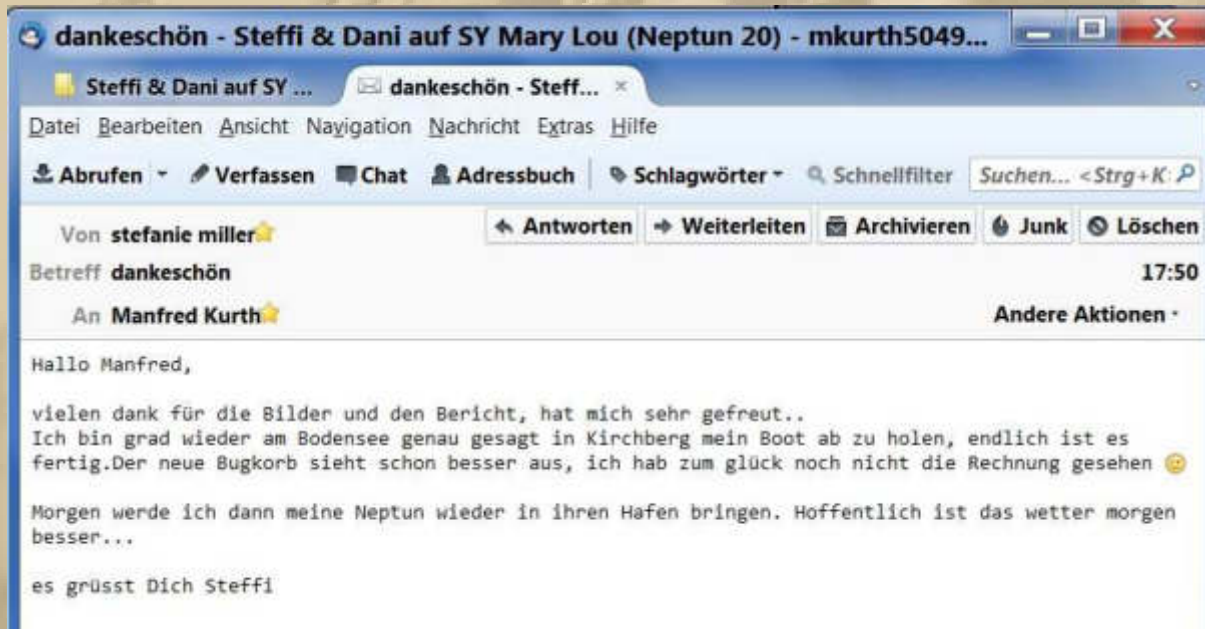 dankeschön - Steffi & Dani auf SY Mary Lou (Neptun 20) - mkurth5049...
Steffi & Dani auf SY ... dankeschön - Steff... ×
Datei Bearbeiten Ansicht Navigation Nachricht Extras Hilfe
Abrufen Verfassen Chat Adressbuch Schlagwörter Schnellfilter Suchen... <Strg+K
Von stefanie miller Antworten Weiterleiten Archivieren Junk Löschen
Betreff dankeschön 17:50
An Manfred Kurth Andere Aktionen
Hallo Manfred,
vielen dank für die Bilder und den Bericht, hat mich sehr gefreut..
Ich bin grad wieder am Bodensee genau gesagt in Kirchberg mein Boot ab zu holen, endlich ist es
fertig.Der neue Bugkorb sieht schon besser aus, ich hab zum glück noch nicht die Rechnung gesehen
Morgen werde ich dann meine Neptun wieder in ihren Hafen bringen. Hoffentlich ist das wetter morgen
besser...
es grüsst Dich Steffi